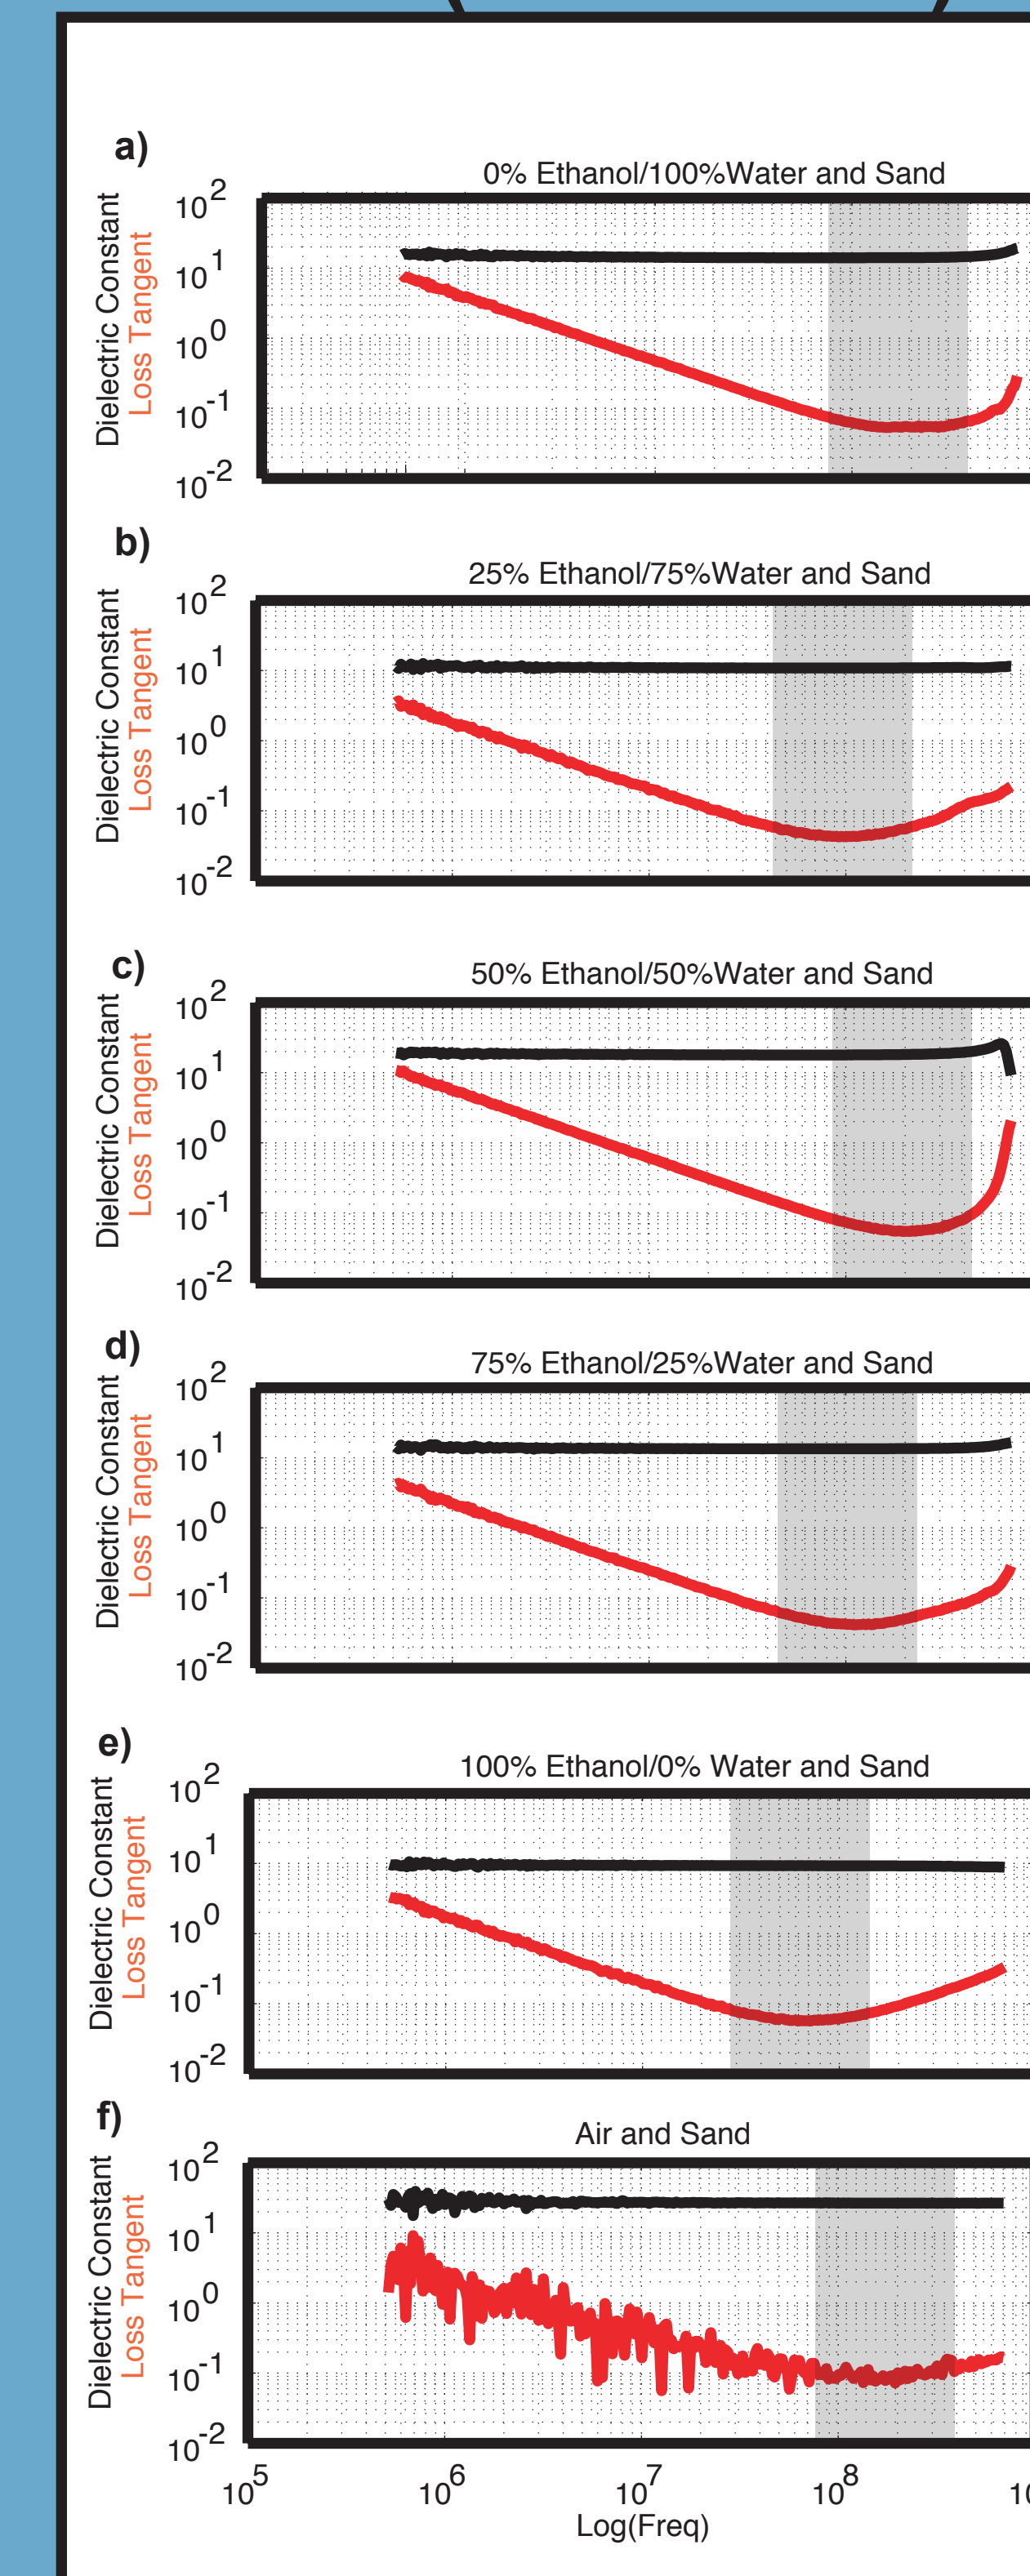 a)
0% Ethanol/100%Water and Sand
Dielectric Constant
Loss Tangent
10^2
10^1
10^0
10^-1
10^-2
b)
25% Ethanol/75%Water and Sand
Dielectric Constant
Loss Tangent
10^2
10^1
10^0
10^-1
10^-2
c)
50% Ethanol/50%Water and Sand
Dielectric Constant
Loss Tangent
10^2
10^1
10^0
10^-1
10^-2
d)
75% Ethanol/25%Water and Sand
Dielectric Constant
Loss Tangent
10^2
10^1
10^0
10^-1
10^-2
e)
100% Ethanol/0% Water and Sand
Dielectric Constant
Loss Tangent
10^2
10^1
10^0
10^-1
10^-2
f)
Air and Sand
Dielectric Constant
Loss Tangent
10^2
10^1
10^0
10^-1
10^-2
10^5 10^6 10^7 10^8
Log(Freq)